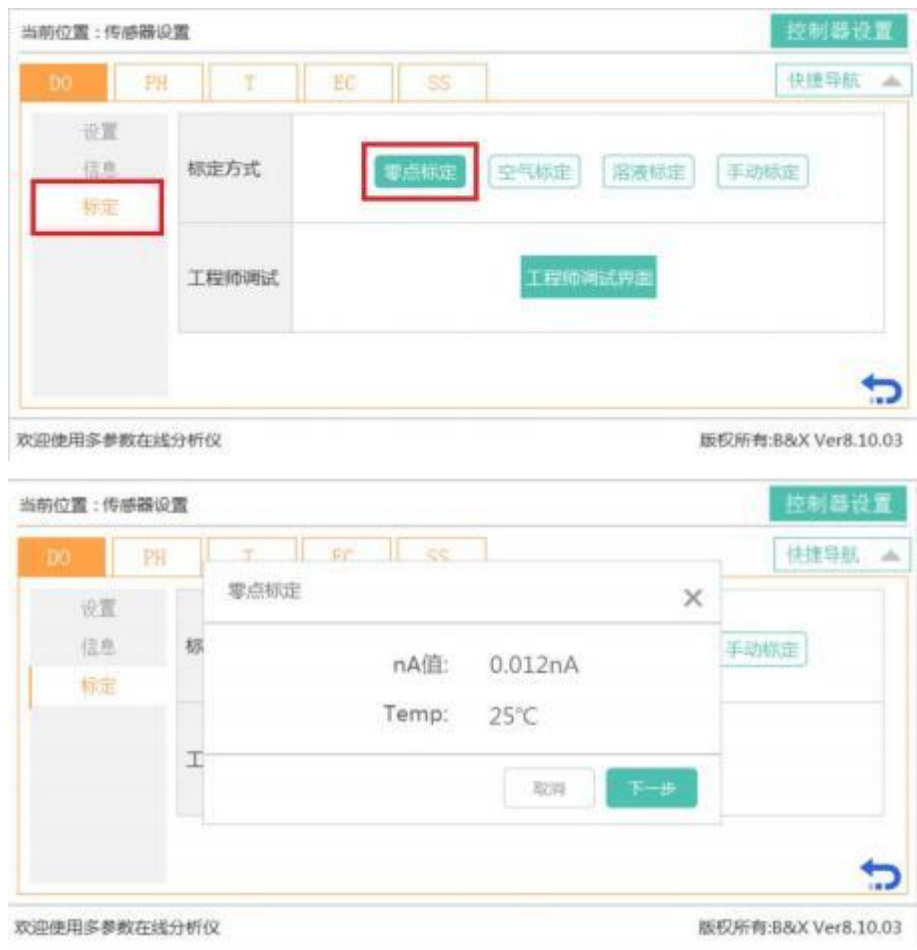 当前位置：传感器设置 控制器设置
DO PH T EC SS 快捷导航
设置
信息
标定
标定方式 零点标定 空气标定 溶液标定 手动标定
工程师调试 工程师调试界面
欢迎使用多参数在线分析仪 版权所有:B&X Ver8.10.03
当前位置：传感器设置 控制器设置
DO PH T EC SS 快捷导航
设置
信息
标定
标 手动标定
工
零点标定
nA值: 0.012nA
Temp: 25℃
取消 下一步
欢迎使用多参数在线分析仪 版权所有:B&X Ver8.10.03